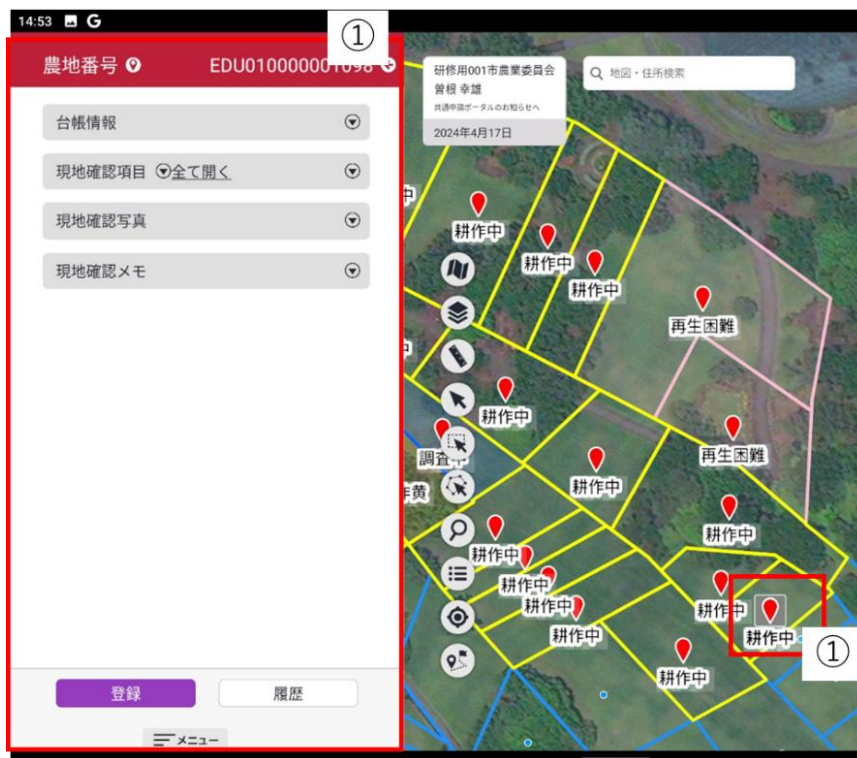 14:53 G
①
農地番号 EDU010000001098
台帳情報
現地確認項目 全て開く
現地確認写真
現地確認メモ
登録 履歴
メニュー
研修用001市農業委員会
曽根 幸雄
共通申請ポータルのお知らせへ
2024年4月17日
地図・住所検索
中
耕作中
耕作中
耕作中
再生困難
中
耕作中
再生困難
調査中
耕作中
作黄
耕作中
耕作中
耕作中
耕作中
耕作中
耕作中
耕作中
①
耕作中